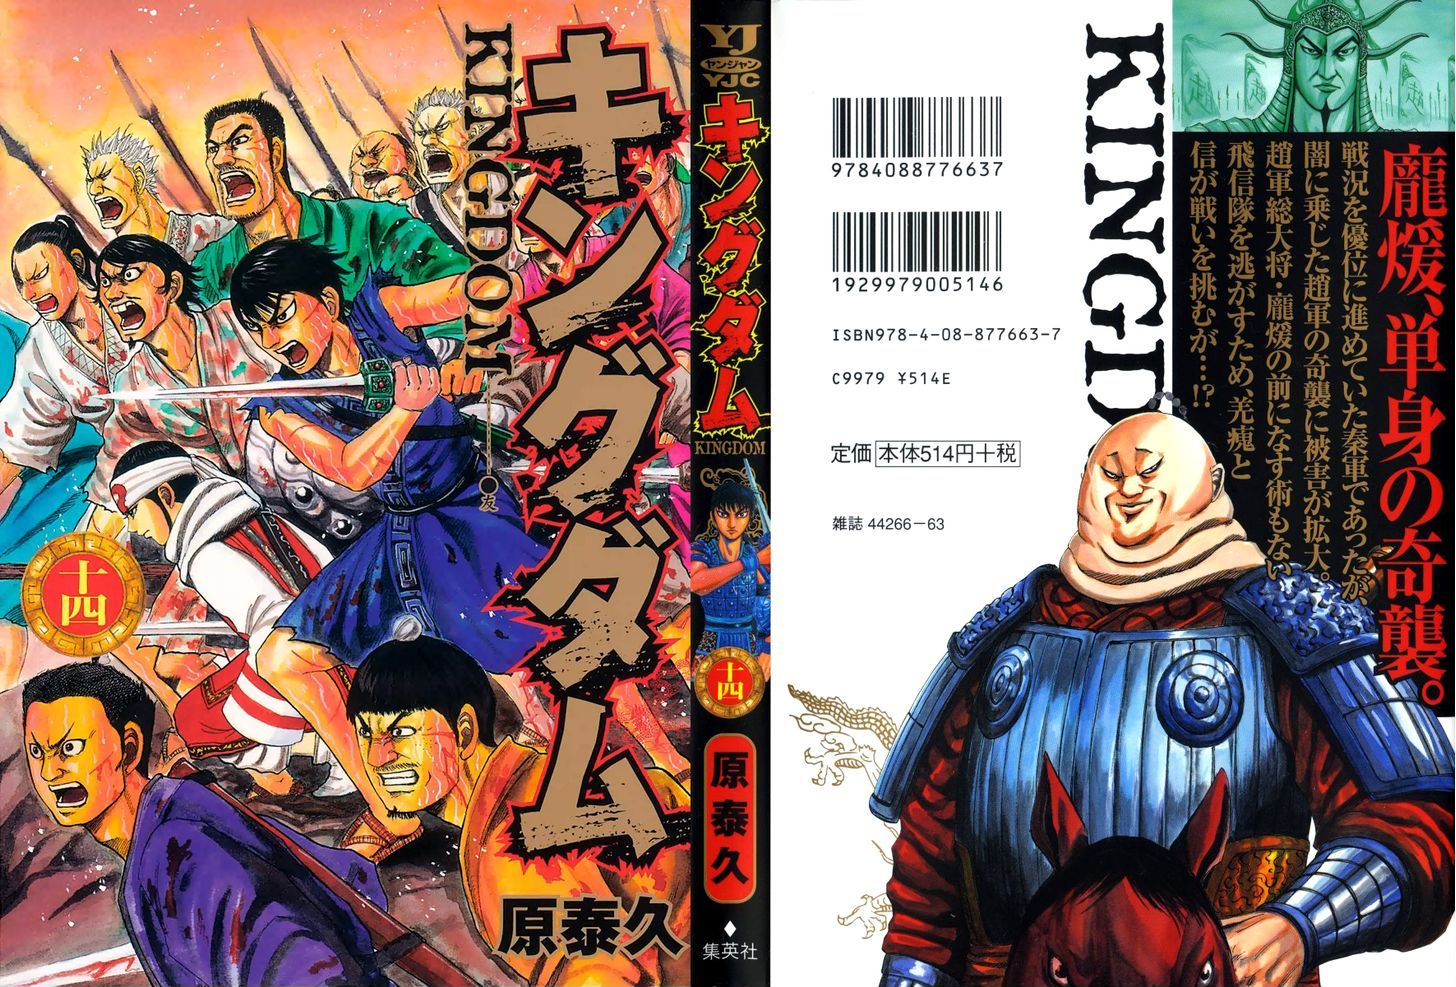 キングダム
KINGDOM
友
十四
原泰久
YJ
ヤンジャン
YJC
キングダム
KINGDOM
十四
原泰久
集英社
9784088776637
1929979005146
ISBN978-4-08-877663-7
C9979 ¥514E
定価 本体514円+税
雑誌 44266-63
KINGD
趙
龐煖、単身の奇襲。
戦況を優位に進めていた秦軍であったが、
闇に乗じた趙軍の奇襲に被害が拡大。
趙軍総大将・龐煖の前になす術もない
飛信隊を逃がすため、羌瘣と
信が戦いを挑むが…!?